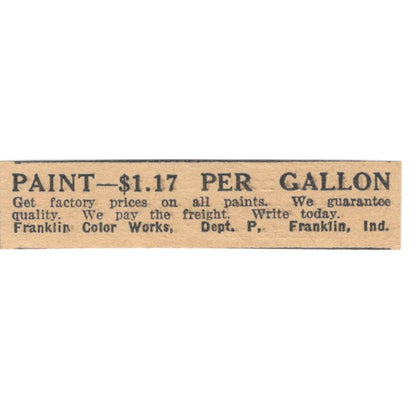 PAINT—$1.17 PER GALLON
Get factory prices on all paints. We guarantee
quality. We pay the freight. Write today.
Franklin Color Works, Dept. P, Franklin, Ind.